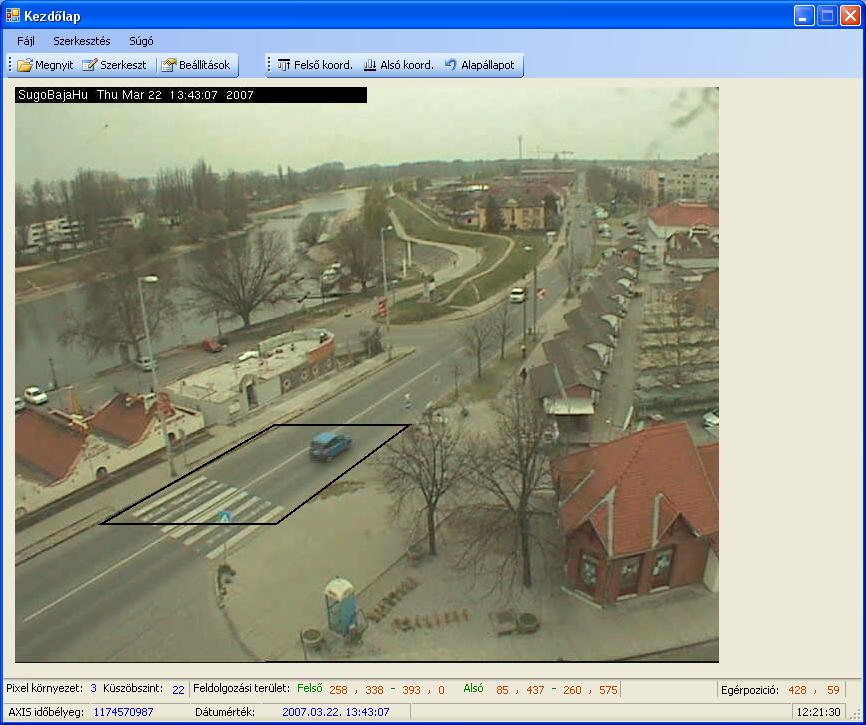 Kezdőlap
Fájl Szerkesztés Súgó
Megnyit Szerkeszt Beállítások Felső koord. Alsó koord. Alapállapot
SugoBajaHu Thu Mar 22 13:43:07 2007
Pixel környezet: 3 Küszöbszint: 22 Feldolgozási terület: Felső 258 , 338 - 393 , 0 Alsó 85 , 437 - 260 , 575 Egérpozíció: 428 , 59
AXIS időbélyeg: 1174570987 Dátumérték: 2007.03.22. 13:43:07 12:21:30